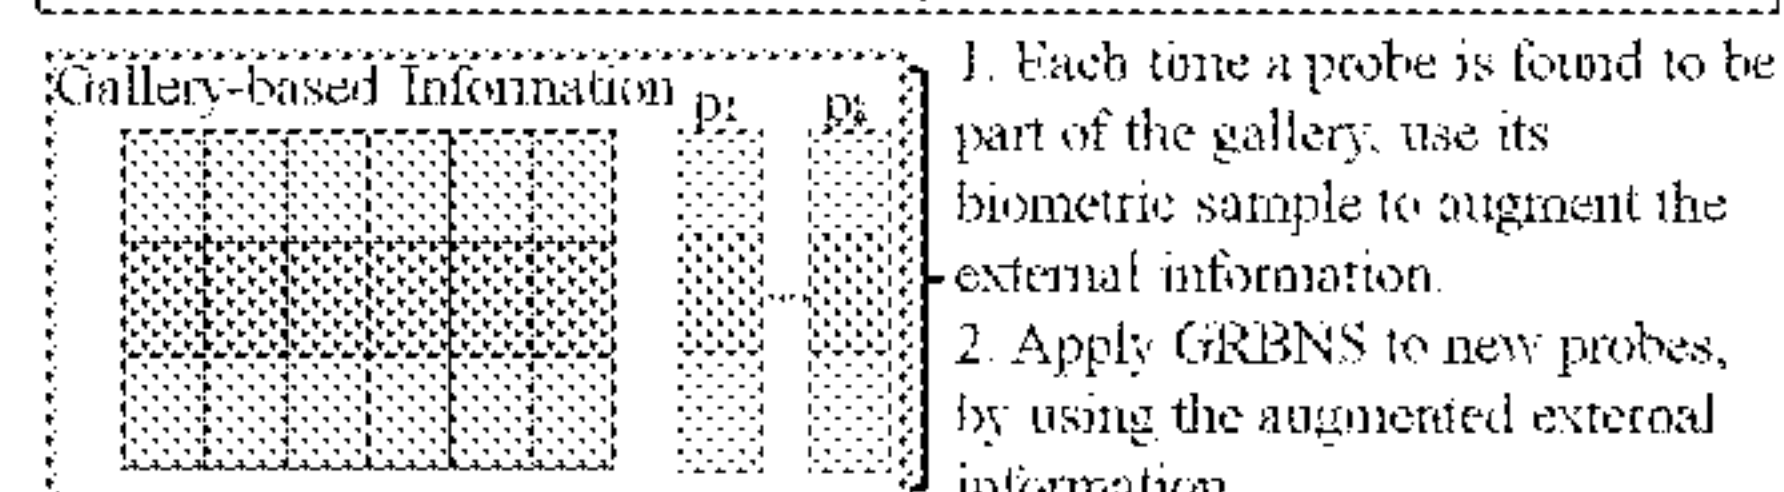 Gallery-based Information
1. Each time a probe is found to be
part of the gallery, use its
biometric sample to augment the
external information.
2. Apply GRBNS to new probes,
by using the augmented external
information